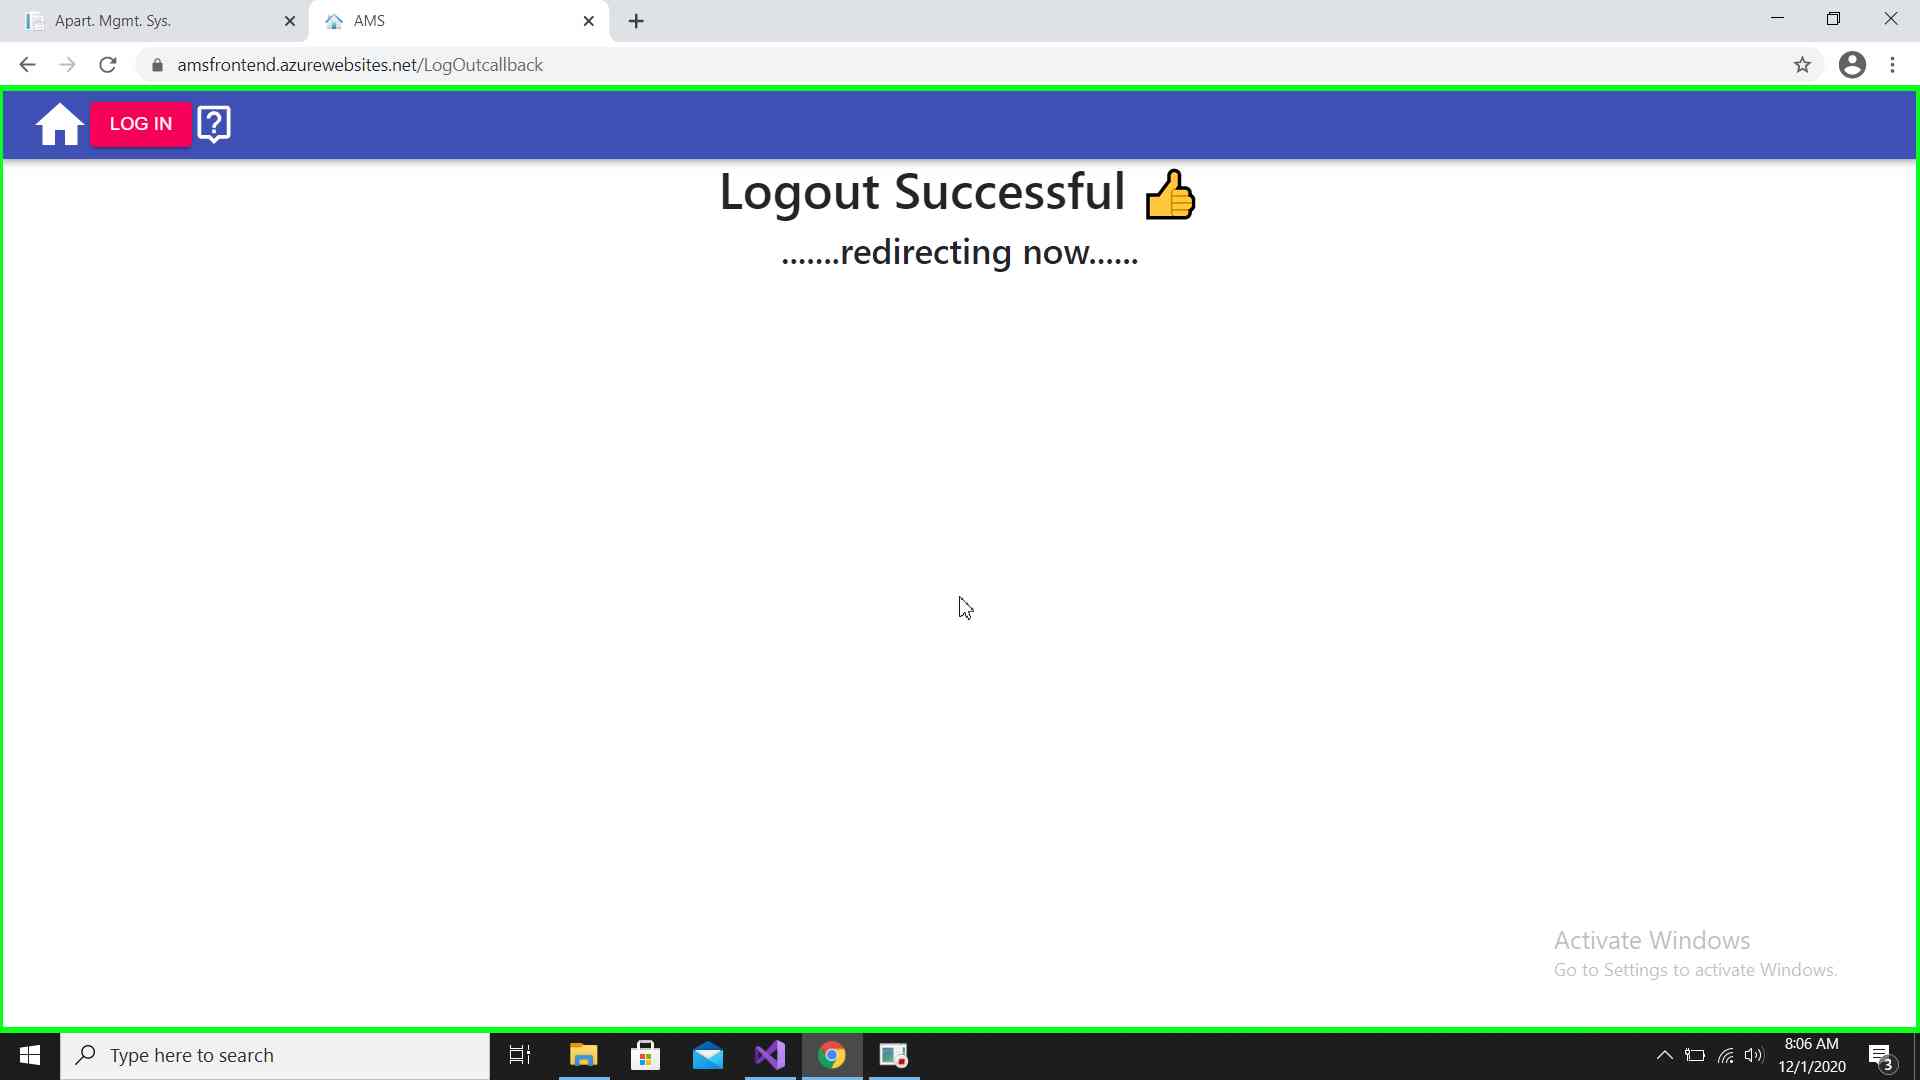 Apart. Mgmt. Sys.
AMS
amsfrontend.azurewebsites.net/LogOutcallback
LOG IN
Logout Successful 👍
.......redirecting now......
Activate Windows
Go to Settings to activate Windows.
Type here to search
8:06 AM
12/1/2020
3